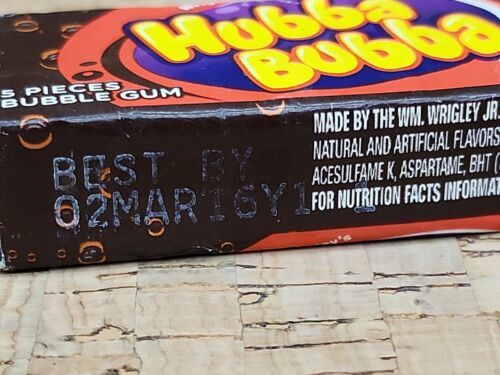 Hubba
Bubba
5 PIECES
BUBBLE GUM
MADE BY THE WM. WRIGLEY JR.
NATURAL AND ARTIFICIAL FLAVORS
ACESULFAME K, ASPARTAME, BHT
FOR NUTRITION FACTS
BEST BY
02MAR16Y1 1